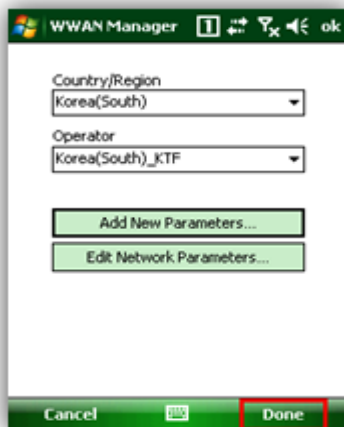 WWAN Manager 1 ok
Country/Region
Korea(South)
Operator
Korea(South)_KTF
Add New Parameters...
Edit Network Parameters...
Cancel Done